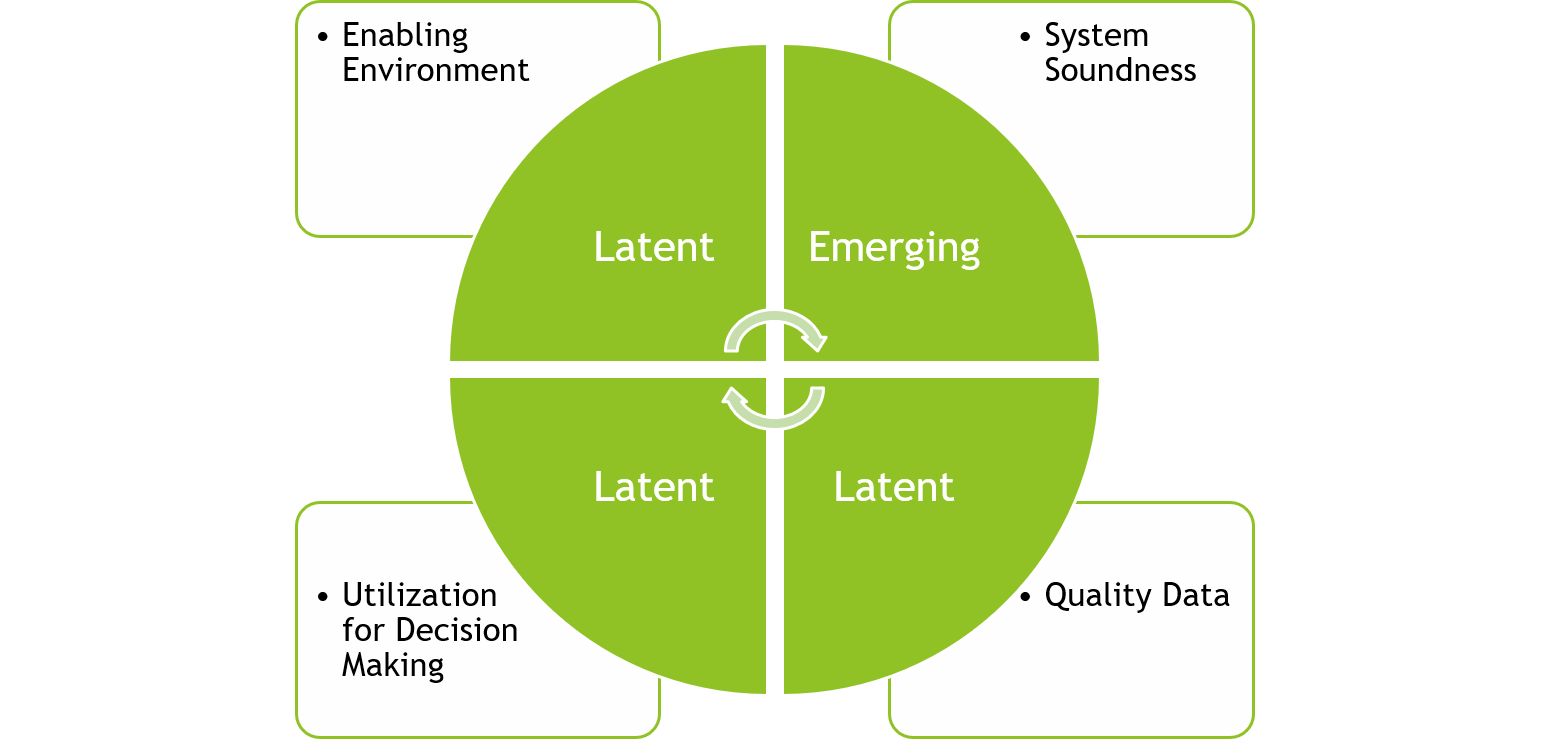 • Enabling
Environment
• System
Soundness
Latent
Emerging
Latent
Latent
• Utilization
for Decision
Making
• Quality Data